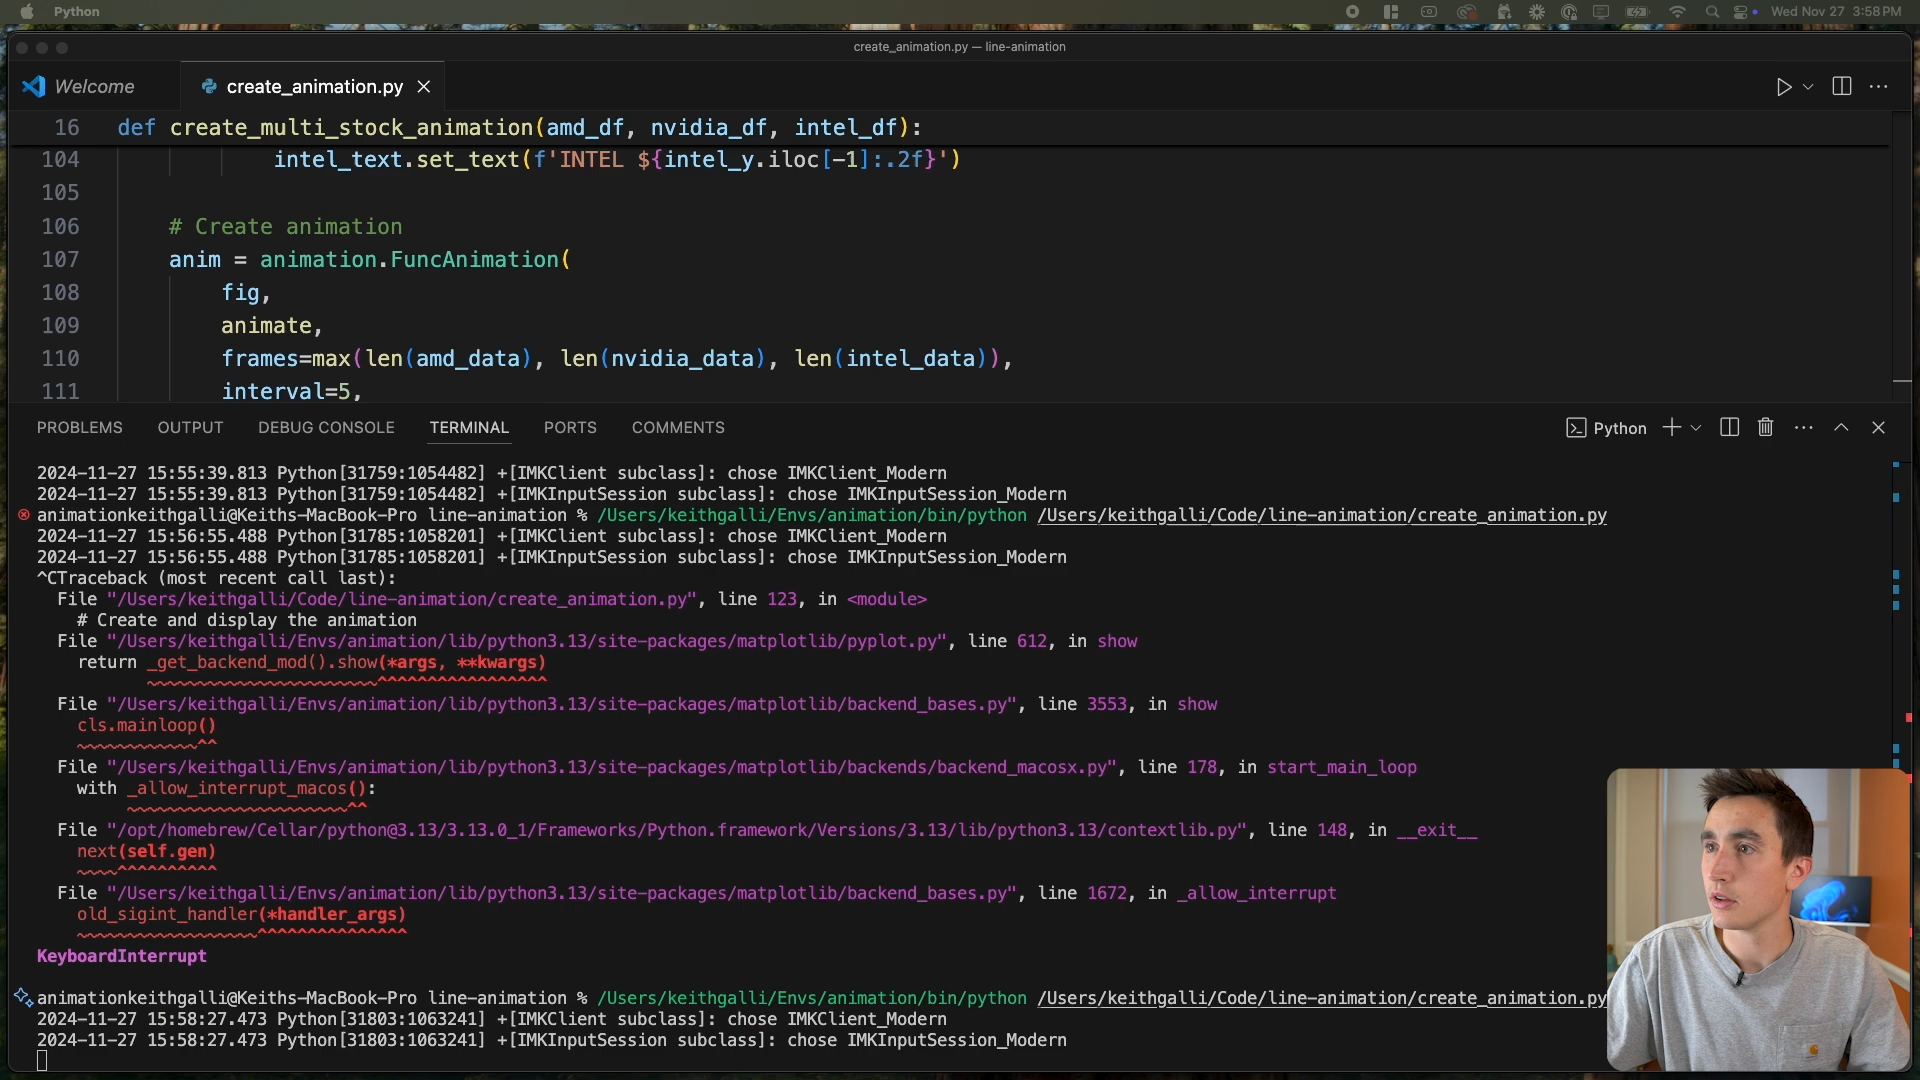 Python
Wed Nov 27 3:58 PM
create_animation.py — line-animation
Welcome
create_animation.py
16 def create_multi_stock_animation(amd_df, nvidia_df, intel_df):
104 intel_text.set_text(f'INTEL ${intel_y.iloc[-1]:.2f}')
105
106 # Create animation
107 anim = animation.FuncAnimation(
108 fig,
109 animate,
110 frames=max(len(amd_data), len(nvidia_data), len(intel_data)),
111 interval=5,
PROBLEMS OUTPUT DEBUG CONSOLE TERMINAL PORTS COMMENTS
Python
2024-11-27 15:55:39.813 Python[31759:1054482] +[IMKClient subclass]: chose IMKClient_Modern
2024-11-27 15:55:39.813 Python[31759:1054482] +[IMKInputSession subclass]: chose IMKInputSession_Modern
animationkeithgalli@Keiths-MacBook-Pro line-animation % /Users/keithgalli/Envs/animation/bin/python /Users/keithgalli/Code/line-animation/create_animation.py
2024-11-27 15:56:55.488 Python[31785:1058201] +[IMKClient subclass]: chose IMKClient_Modern
2024-11-27 15:56:55.488 Python[31785:1058201] +[IMKInputSession subclass]: chose IMKInputSession_Modern
^CTraceback (most recent call last):
File "/Users/keithgalli/Code/line-animation/create_animation.py", line 123, in <module>
# Create and display the animation
File "/Users/keithgalli/Envs/animation/lib/python3.13/site-packages/matplotlib/pyplot.py", line 612, in show
return _get_backend_mod().show(*args, **kwargs)
~~~~~~~~~~~~~~~~~~~~~~~^^^^^^^^^^^^^^^^^
File "/Users/keithgalli/Envs/animation/lib/python3.13/site-packages/matplotlib/backend_bases.py", line 3553, in show
cls.mainloop()
~~~~~~~~~~~~^^
File "/Users/keithgalli/Envs/animation/lib/python3.13/site-packages/matplotlib/backends/backend_macosx.py", line 178, in start_main_loop
with _allow_interrupt_macos():
~~~~~~~~~~~~~~~~~~~~~~^^
File "/opt/homebrew/Cellar/python@3.13/3.13.0_1/Frameworks/Python.framework/Versions/3.13/lib/python3.13/contextlib.py", line 148, in __exit__
next(self.gen)
~~~~^^^^^^^^^^
File "/Users/keithgalli/Envs/animation/lib/python3.13/site-packages/matplotlib/backend_bases.py", line 1672, in _allow_interrupt
old_sigint_handler(*handler_args)
~~~~~~~~~~~~~~~~~~^^^^^^^^^^^^^^^
KeyboardInterrupt
animationkeithgalli@Keiths-MacBook-Pro line-animation % /Users/keithgalli/Envs/animation/bin/python /Users/keithgalli/Code/line-animation/create_animation.py
2024-11-27 15:58:27.473 Python[31803:1063241] +[IMKClient subclass]: chose IMKClient_Modern
2024-11-27 15:58:27.473 Python[31803:1063241] +[IMKInputSession subclass]: chose IMKInputSession_Modern